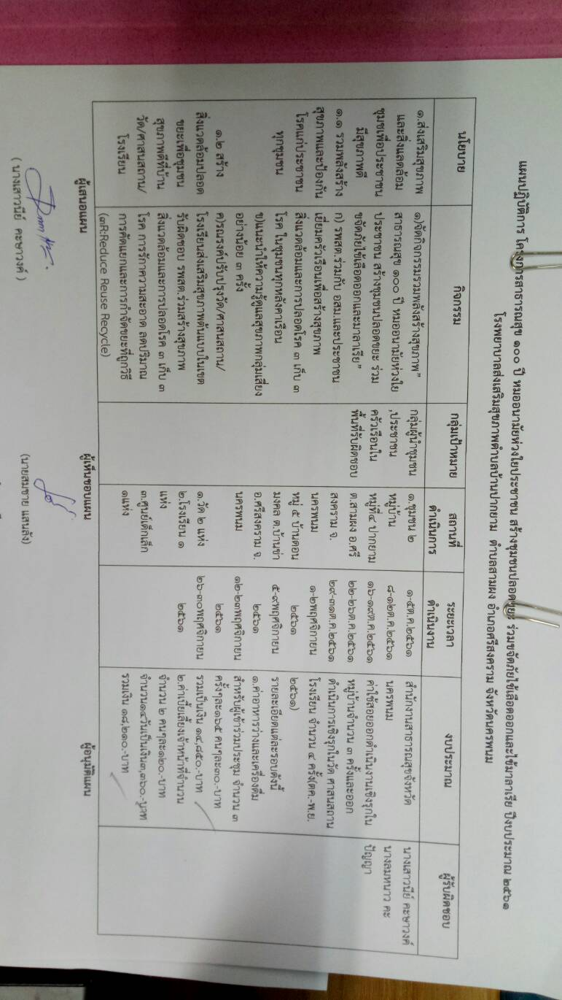 แผนปฏิบัติการ โครงการสาธารณสุข ๑๐๐ ปี หมออนามัยห่วงใยประชาชน สร้างชุมชนปลอดขยะ ร่วมขจัดภัยไข้เลือดออกและไข้มาลาเรีย ปีงบประมาณ ๒๕๖๑
โรงพยาบาลส่งเสริมสุขภาพตำบลบ้านปากยาม ตำบลสามผง อำเภอศรีสงคราม จังหวัดนครพนม
นโยบาย
๑.ส่งเสริมสุขภาพ
และสิ่งแลดล้อม
ชุมชเพื่อประชาชน
มีสุขภาพดี
๑.๑ รวมพลังสร้าง
สุขภาพและป้องกัน
โรคแก่ประชาชน
ทุกชุมชน
๑.๒ สร้าง
สิ่งแวดล้อมปลอด
ขยะเพื่อชุมชน
สุขภาพดีที่บ้าน
วัด/ศาสนสถาน/
โรงเรียน
กิจกรรม
๑)จัดกิจกรรมรวมพลังสร้างสุขภาพ"
สาธารณสุข ๑๐๐ ปี หมออนามัยห่วงใย
ประชาชน สร้างชุมชนปลอดขยะ ร่วม
ขจัดภัยไข้เลือดออกและมาลาเรีย"
ก) รพสต.ร่วมกับ อสม.และประชาชน
เยี่ยมครัวเรือนเพื่อสร้างสุขภาพ
สิ่งแวดล้อมและการปลอดโรค ๓ เก็บ ๓
โรค ในชุมชนทุกหลังคาเรือน
ข)แนะนำให้ความรู้ดูแลสุขภาพกลุ่มเสี่ยง
อย่างน้อย ๓ ครั้ง
ค)รณรงค์ปรับปรุงวัด/ศาสนสถาน/
โรงเรียนส่งเสริมสุขภาพต้นแบบในเขต
รับผิดชอบ รพสต.ร่วมสร้างสุขภาพ
สิ่งแวดล้อมและการปลอดโรค ๓ เก็บ ๓
โรค การรักาความสะอาด ลดปริมาณ
การคัดแยกและการกำจัดขยะที่ถูกวิธี
(๓R:Reduce Reuse Recycle)
กลุ่มเป้าหมาย
กลุ่มผู้นำชุมชน
,ประชาชน
ครัวเรือนใน
พื้นที่รับผิดชอบ
สถานที่
ดำเนินการ
๑.ชุมชน ๒
หมู่บ้าน
หมู่ที่๔ ปากยาม
ต.สามผง อ.ศรี
สงคราม จ.
นครพนม
หมู่ ๕ บ้านดอน
มงคล ต.บ้านข่า
อ.ศรีสงคราม จ.
นครพนม
๑.วัด ๒ แห่ง
๒.โรงเรียน ๑
แห่ง
๓.ศูนย์เด็กเล็ก
๑แห่ง
ระยะเวลา
ดำเนินงาน
๑-๕ต.ค.๒๕๖๑
๘-๑๒ต.ค.๒๕๖๑
๑๖-๑๙ต.ค.๒๕๖๑
๒๒-๒๖ต.ค.๒๕๖๑
๒๙-๓๑ต.ค.๒๕๖๑
๑-๒พฤศจิกายน
๒๕๖๑
๕-๙พฤศจิกายน
๒๕๖๑
๑๒-๒๓พฤศจิกายน
๒๕๖๑
๒๖-๓๐พฤศจิกายน
๒๕๖๑
งบประมาณ
สำนักงานสาธารณสุขจังหวัด
นครพนม
ค่าใช้สอยออกดำเนินงานเชิงรุกใน
หมู่บ้านจำนวน ๓ ครั้งและออก
ดำเนินการเชิงรุกในวัด ศาสนสถาน
โรงเรียน จำนวน ๔ ครั้ง(ตค.-พ.ย.
๒๕๖๑)
รายละเอียดแต่ละรอบดังนี้
๑.ค่าอาหารว่างและเครื่องดื่ม
สำหรับผู้เข้าร่วมประชุม จำนวน ๓
ครั้งๆละ๑๖๕ คนๆละ๓๐.-บาท
รวมเป็นเงิน ๑๔,๘๕๐.-บาท
๒.ค่าเบี้ยเลี้ยงเจ้าหน้าที่จำนวน
จำนวน ๒ คนๆละ๑๒๐.-บาท
จำนวน๑๔วันเป็นเงิน๓,๓๖๐.-บาท
รวมเงิน ๑๘,๒๑๐.-บาท
ผู้รับผิดชอบ
นางเสาวนีย์ คะษาวงค์
นางลมหนาว คะ
ปัญญา
ผู้เสนอแผน
( นางเสาวนีย์ คะษาวงค์ )
ผู้เห็นชอบแผน
(นายสมชาย แสนลัง)
ผู้อนุมัติแผน